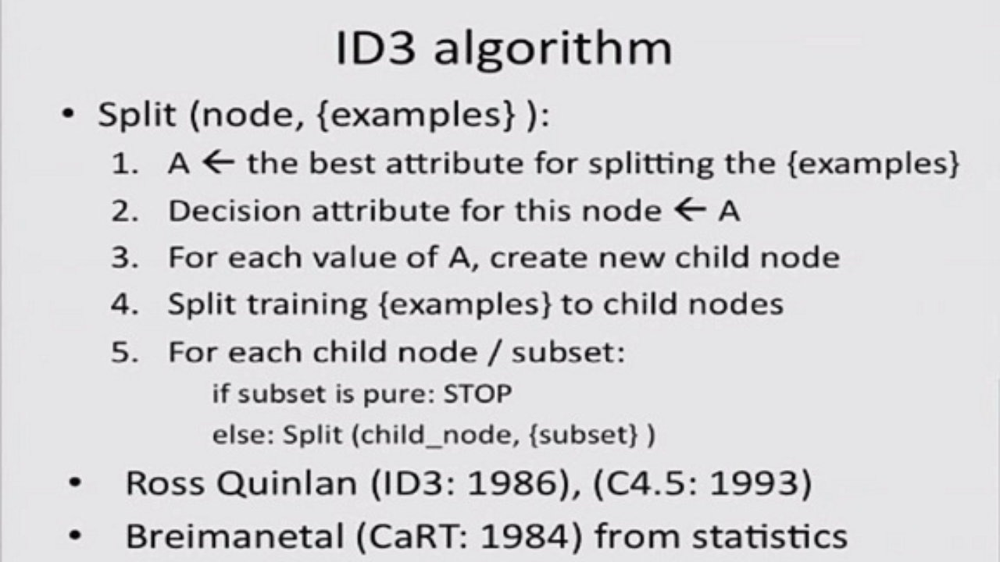 ID3 algorithm
• Split (node, {examples} ):
1. A ← the best attribute for splitting the {examples}
2. Decision attribute for this node ← A
3. For each value of A, create new child node
4. Split training {examples} to child nodes
5. For each child node / subset:
if subset is pure: STOP
else: Split (child_node, {subset} )
• Ross Quinlan (ID3: 1986), (C4.5: 1993)
• Breimanetal (CaRT: 1984) from statistics